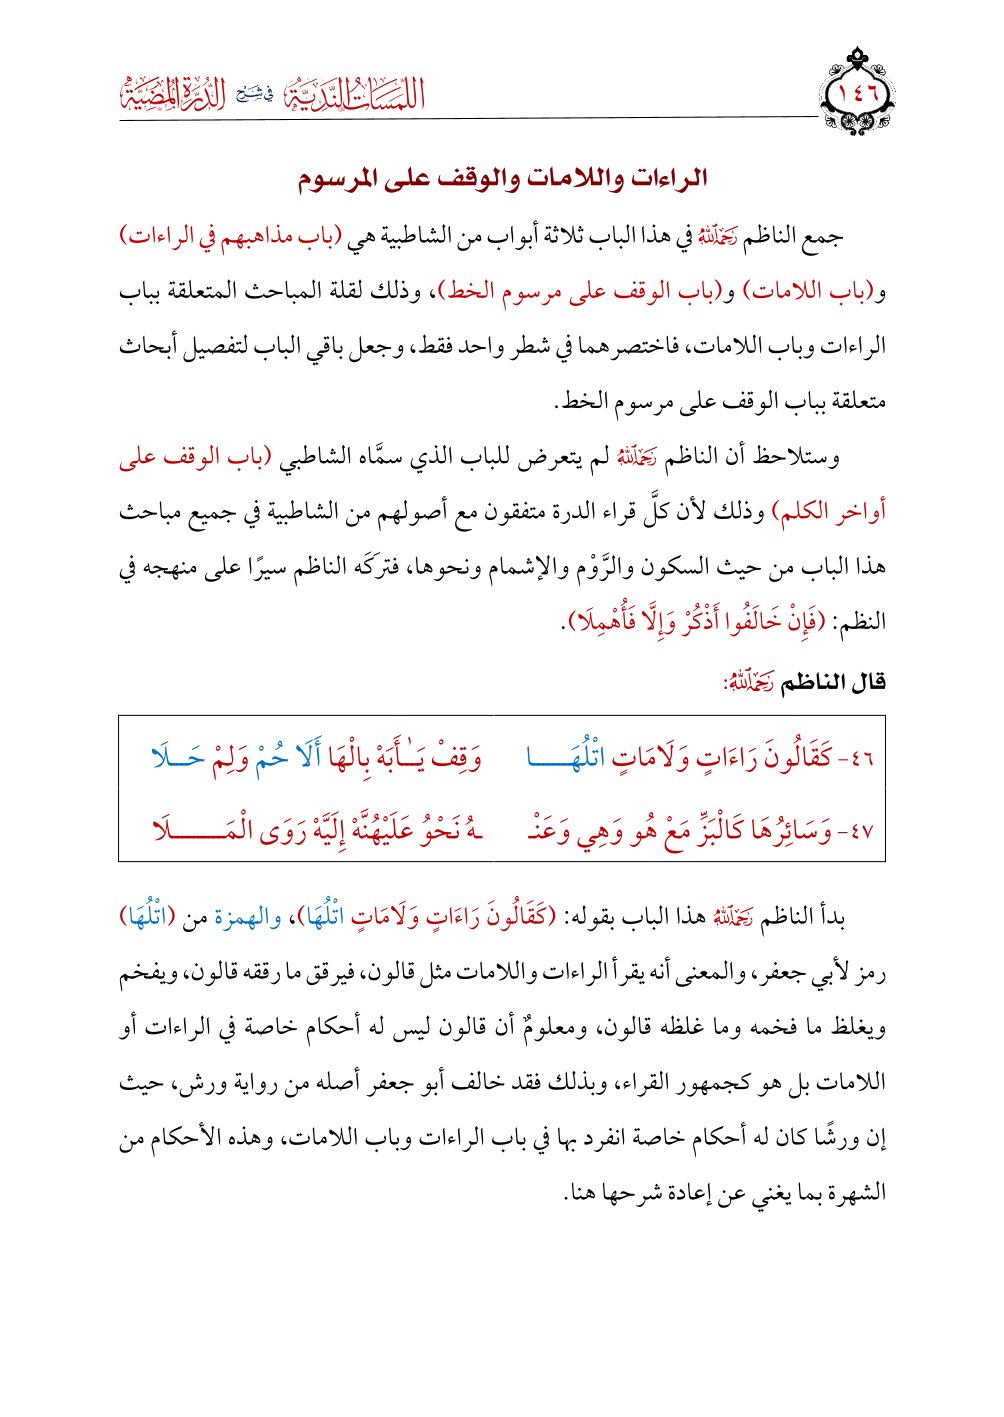 اللمسات الندية في شرح الدرة المضية
١٤٦
الراءات واللامات والوقف على المرسوم
جمع الناظم رَحِمَهُ ٱللَّهُ في هذا الباب ثلاثة أبواب من الشاطبية هي (باب مذاهبهم في الراءات)
و(باب اللامات) و(باب الوقف على مرسوم الخط)، وذلك لقلة المباحث المتعلقة بباب
الراءات وباب اللامات، فاختصرهما في شطر واحد فقط، وجعل باقي الباب لتفصيل أبحاث
متعلقة بباب الوقف على مرسوم الخط.
وستلاحظ أن الناظم رَحِمَهُ ٱللَّهُ لم يتعرض للباب الذي سمَّاه الشاطبي (باب الوقف على
أواخر الكلم) وذلك لأن كلَّ قراء الدرة متفقون مع أصولهم من الشاطبية في جميع مباحث
هذا الباب من حيث السكون والرَّوْم والإشمام ونحوها، فتركَه الناظم سيرًا على منهجه في
النظم: (فَإِنْ خَالَفُوا أَذْكُرْ وَإِلَّا فَأُهْمِلَا).
قال الناظم رَحِمَهُ ٱللَّهُ:
٤٦- كَقَالُونَ رَاءَاتٍ وَلَامَاتٍ اتْلُهَـــــا وَقِفْ يَـٰـأَبَهْ بِالْهَا أَلَا حُمْ وَلِمْ حَـــلَا
٤٧- وَسَائِرُهَا كَالْبَزِّ مَعْ هُو وَهِي وَعَنْـ ـهُ نَحْوُ عَلَيْهُنَّهْ إِلَيَّهْ رَوَى الْمَـــــــلَا
بدأ الناظم رَحِمَهُ ٱللَّهُ هذا الباب بقوله: (كَقَالُونَ رَاءَاتٍ وَلَامَاتٍ اتْلُهَا)، والهمزة من (اتْلُهَا)
رمز لأبي جعفر، والمعنى أنه يقرأ الراءات واللامات مثل قالون، فيرقق ما رققه قالون، ويفخم
ويغلظ ما فخمه وما غلظه قالون، ومعلومٌ أن قالون ليس له أحكام خاصة في الراءات أو
اللامات بل هو كجمهور القراء، وبذلك فقد خالف أبو جعفر أصله من رواية ورش، حيث
إن ورشًا كان له أحكام خاصة انفرد بها في باب الراءات وباب اللامات، وهذه الأحكام من
الشهرة بما يغني عن إعادة شرحها هنا.